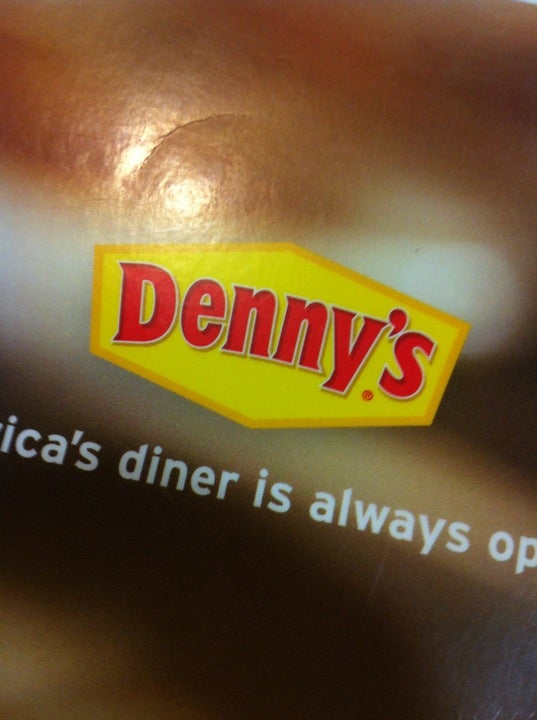 Denny's
ica's diner is always op